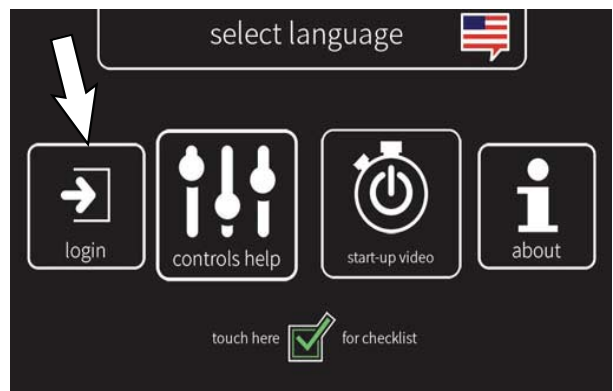 select language
login
controls help
start-up video
about
touch here
for checklist